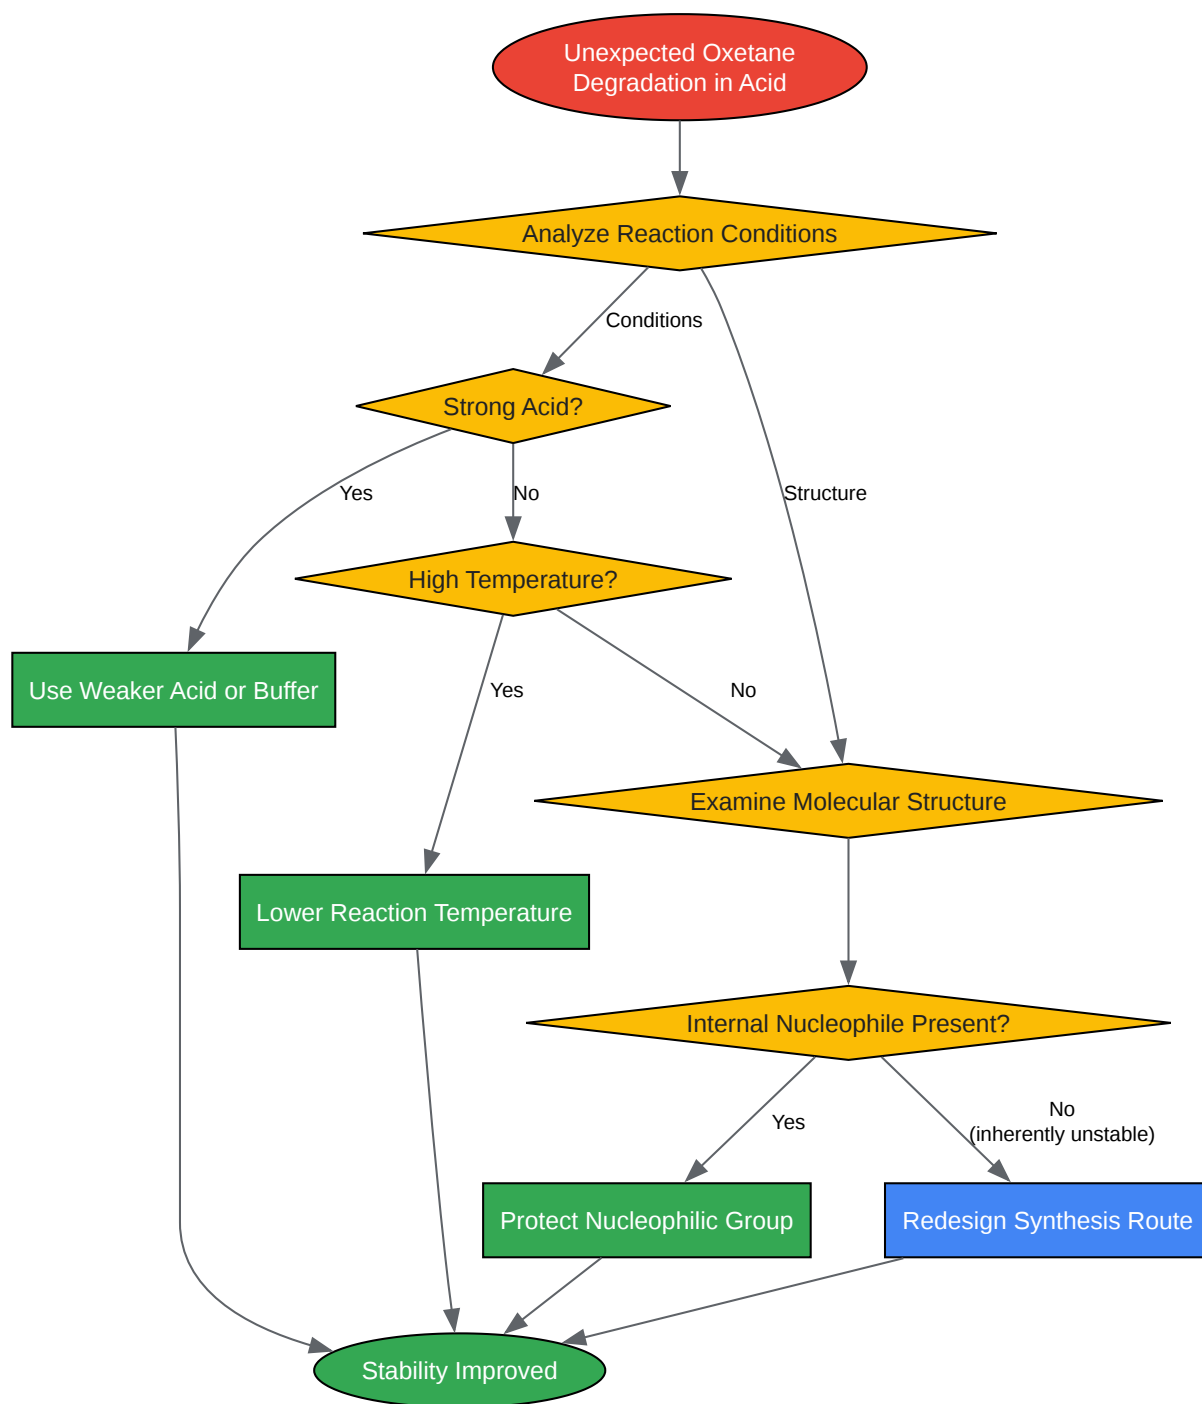 Unexpected Oxetane
Degradation in Acid
Analyze Reaction Conditions
Conditions
Strong Acid?
Yes
No
Structure
High Temperature?
Use Weaker Acid or Buffer
Yes
No
Examine Molecular Structure
Lower Reaction Temperature
Internal Nucleophile Present?
Yes
No
(inherently unstable)
Protect Nucleophilic Group
Redesign Synthesis Route
Stability Improved